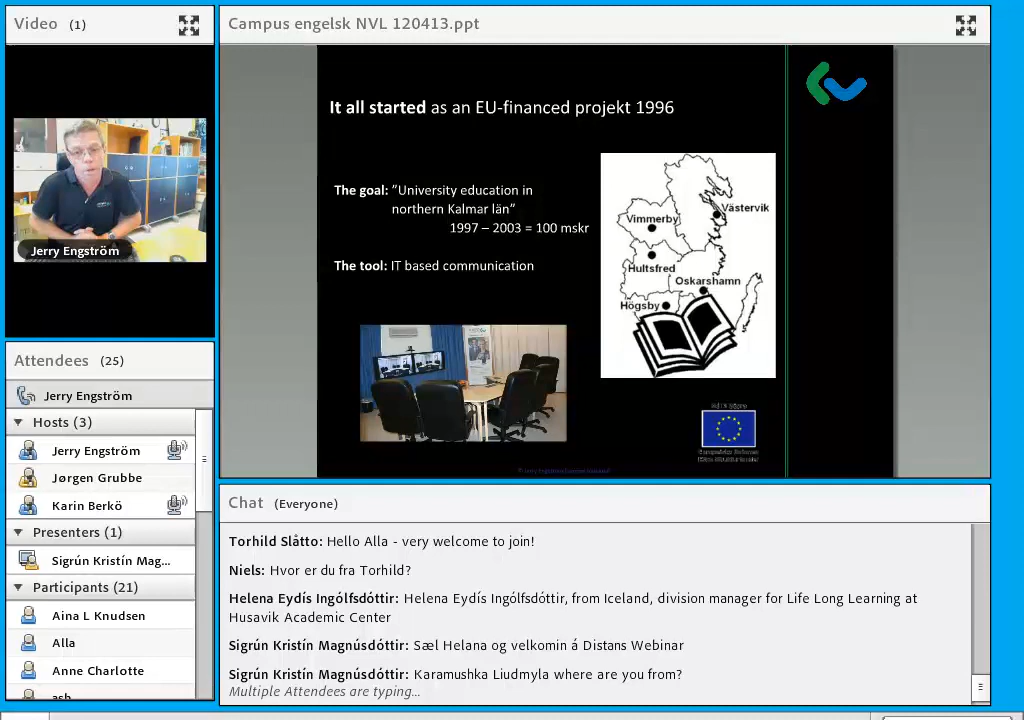 Video (1)
Jerry Engström
Attendees (25)
Jerry Engström
Hosts (3)
Jerry Engström
Jørgen Grubbe
Karin Berkö
Presenters (1)
Sigrún Kristín Mag...
Participants (21)
Aina L Knudsen
Alla
Anne Charlotte
ash
Campus engelsk NVL 120413.ppt
It all started as an EU-financed projekt 1996
The goal: ”University education in
northern Kalmar län”
1997 – 2003 = 100 mskr
The tool: IT based communication
Västervik
Vimmerby
Hultsfred
Oskarshamn
Högsby
Chat (Everyone)
Torhild Slåtto: Hello Alla - very welcome to join!
Niels: Hvor er du fra Torhild?
Helena Eydís Ingólfsdóttir: Helena Eydís Ingólfsdóttir, from Iceland, division manager for Life Long Learning at
Husavik Academic Center
Sigrún Kristín Magnúsdóttir: Sæl Helana og velkomin á Distans Webinar
Sigrún Kristín Magnúsdóttir: Karamushka Liudmyla where are you from?
Multiple Attendees are typing...